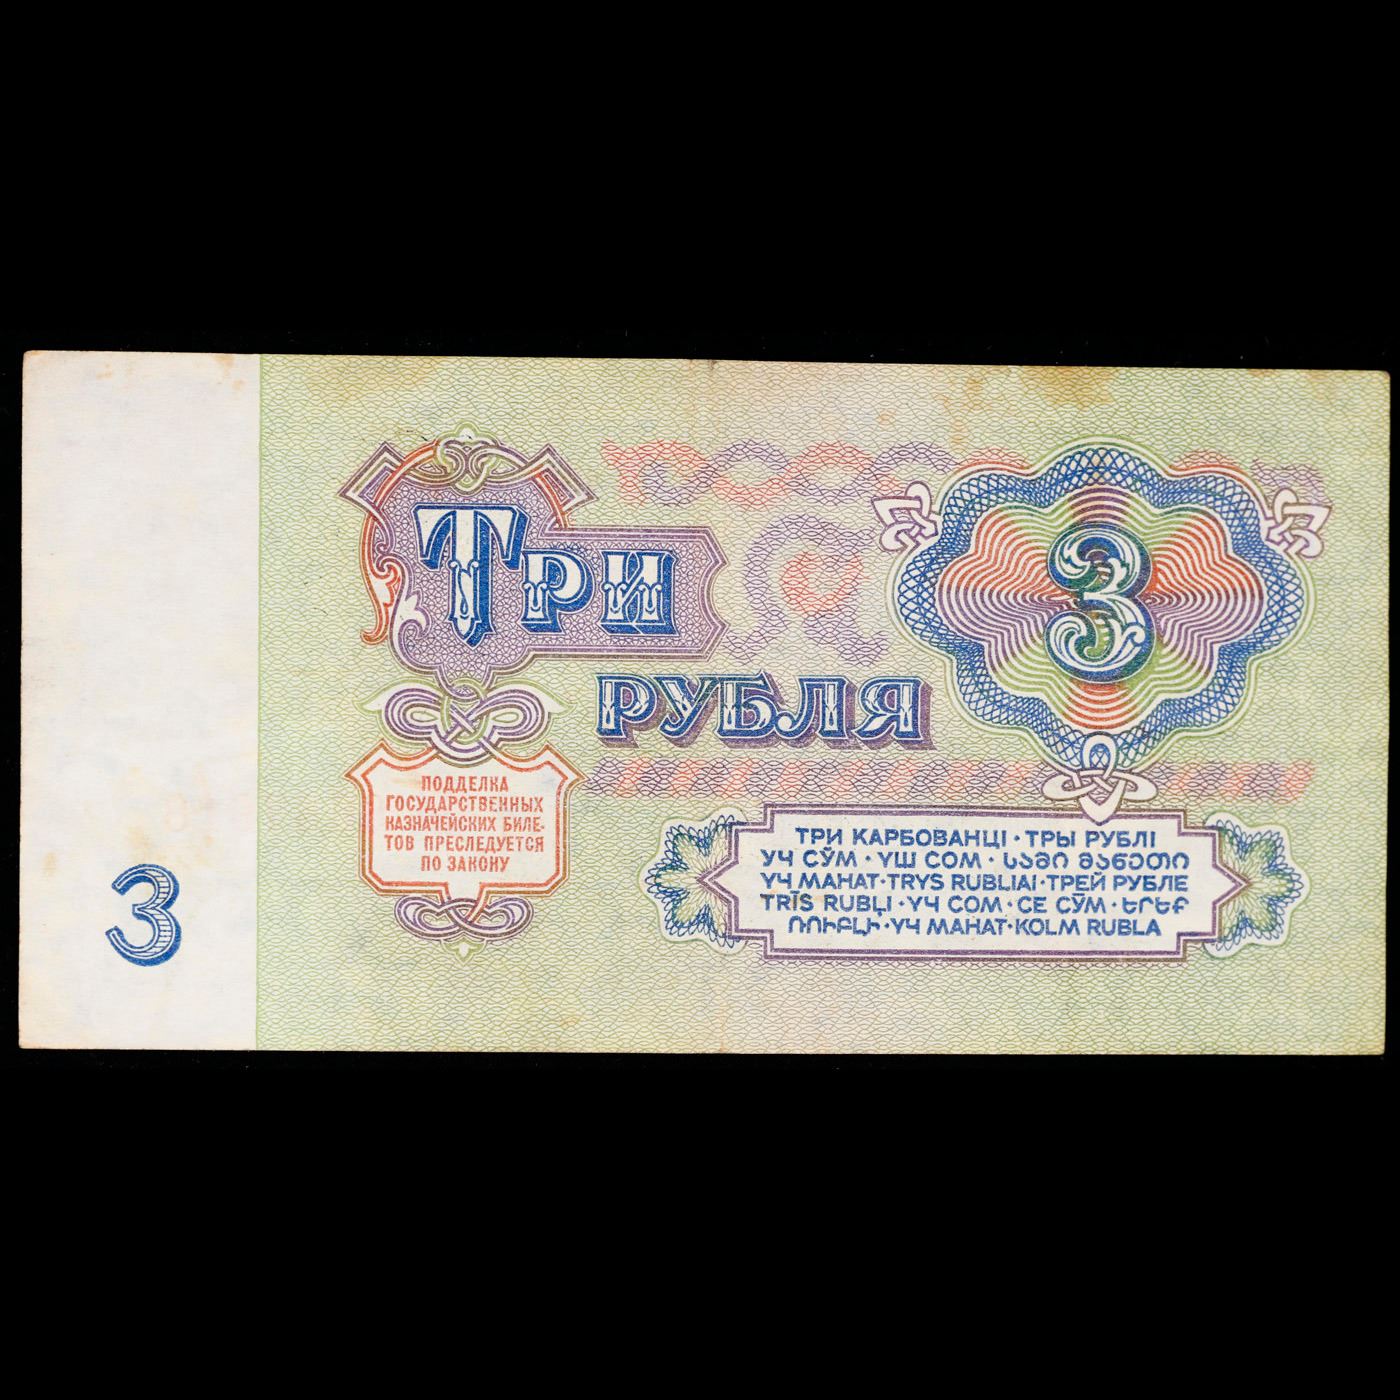 Три
рубля
3
3
ПОДДЕЛКА
ГОСУДАРСТВЕННЫХ
КАЗНАЧЕЙСКИХ БИЛЕ-
ТОВ ПРЕСЛЕДУЕТСЯ
ПО ЗАКОНУ
ТРИ КАРБОВАНЦІ · ТРЫ РУБЛІ
УЧ СЎМ · ҮШ СОМ · ᲡᲐᲛᲘ ᲛᲐᲜᲔᲗᲘ
УЧ МАНАТ · TRYS RUBLIAI · ТРЕЙ РУБЛЕ
TRĪS RUBĻI · ҮЧ СОМ · СЕ СӮМ · ԵՐԵՔ
ՌՈՒԲԼԻ · ҮЧ МАНАТ · KOLM RUBLA